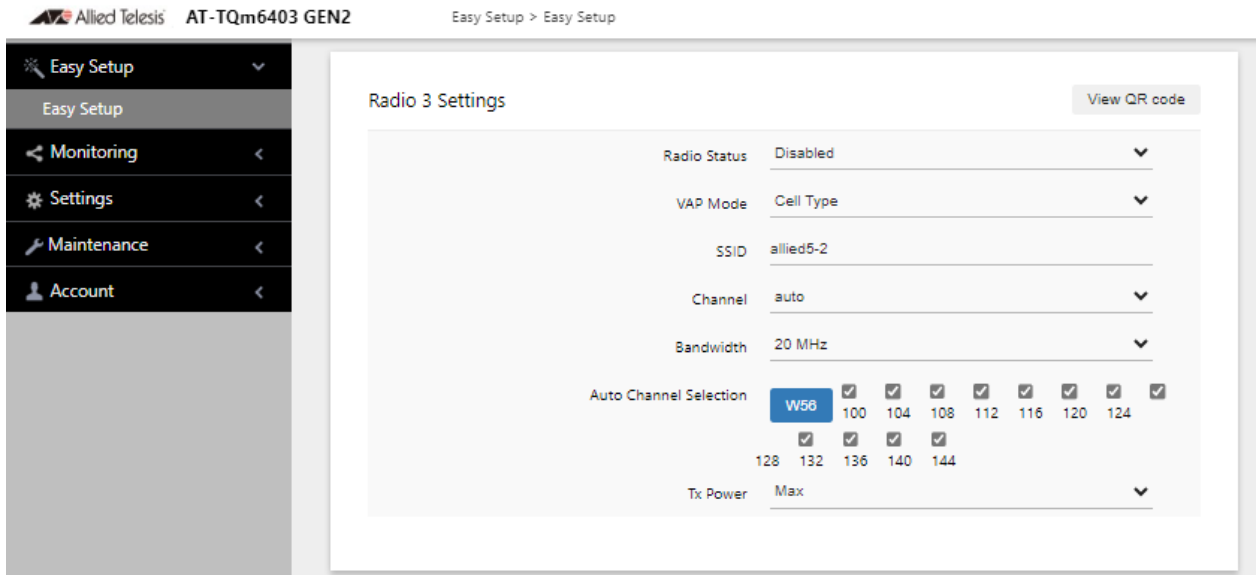 Allied Telesis AT-TQm6403 GEN2 Easy Setup > Easy Setup
Easy Setup
Easy Setup
Monitoring
Settings
Maintenance
Account
Radio 3 Settings View QR code
Radio Status Disabled
VAP Mode Cell Type
SSID allied5-2
Channel auto
Bandwidth 20 MHz
Auto Channel Selection W56 100 104 108 112 116 120 124
128 132 136 140 144
Tx Power Max